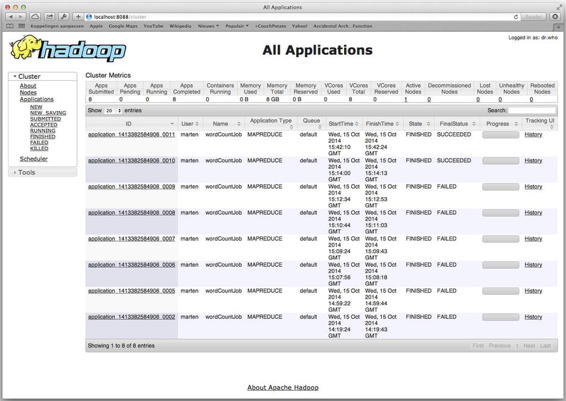 All Applications
localhost:8088/cluster
Reader
Koppelingen aanpassen Apple Google Maps YouTube Wikipedia Nieuws Populair +CouchPotato Yahoo! Accidental Arch...Function
Logged in as: dr.who
hadoop
All Applications
Cluster
About
Nodes
Applications
NEW
NEW_SAVING
SUBMITTED
ACCEPTED
RUNNING
FINISHED
FAILED
KILLED
Scheduler
Tools
Cluster Metrics
Apps Submitted Apps Pending Apps Running Apps Completed Containers Running Memory Used Memory Total Memory Reserved VCores Used VCores Total VCores Reserved Active Nodes Decommissioned Nodes Lost Nodes Unhealthy Nodes Rebooted Nodes
8 0 0 8 0 0 B 8 GB 0 B 0 8 0 1 0 0 0 0
Show 20 entries Search:
ID User Name Application Type Queue StartTime FinishTime State FinalStatus Progress Tracking UI
application_1413382584906_0011 marten wordCountJob MAPREDUCE default Wed, 15 Oct 2014 15:42:10 GMT Wed, 15 Oct 2014 15:42:24 GMT FINISHED SUCCEEDED History
application_1413382584906_0010 marten wordCountJob MAPREDUCE default Wed, 15 Oct 2014 15:14:00 GMT Wed, 15 Oct 2014 15:14:13 GMT FINISHED SUCCEEDED History
application_1413382584906_0009 marten wordCountJob MAPREDUCE default Wed, 15 Oct 2014 15:12:34 GMT Wed, 15 Oct 2014 15:12:53 GMT FINISHED FAILED History
application_1413382584906_0008 marten wordCountJob MAPREDUCE default Wed, 15 Oct 2014 15:10:44 GMT Wed, 15 Oct 2014 15:11:03 GMT FINISHED FAILED History
application_1413382584906_0007 marten wordCountJob MAPREDUCE default Wed, 15 Oct 2014 15:09:24 GMT Wed, 15 Oct 2014 15:09:43 GMT FINISHED FAILED History
application_1413382584906_0006 marten wordCountJob MAPREDUCE default Wed, 15 Oct 2014 15:07:56 GMT Wed, 15 Oct 2014 15:08:18 GMT FINISHED FAILED History
application_1413382584906_0005 marten wordCountJob MAPREDUCE default Wed, 15 Oct 2014 14:59:22 GMT Wed, 15 Oct 2014 14:59:44 GMT FINISHED FAILED History
application_1413382584906_0002 marten wordCountJob MAPREDUCE default Wed, 15 Oct 2014 14:19:24 GMT Wed, 15 Oct 2014 14:19:43 GMT FINISHED FAILED History
Showing 1 to 8 of 8 entries First Previous 1 Next Last
About Apache Hadoop